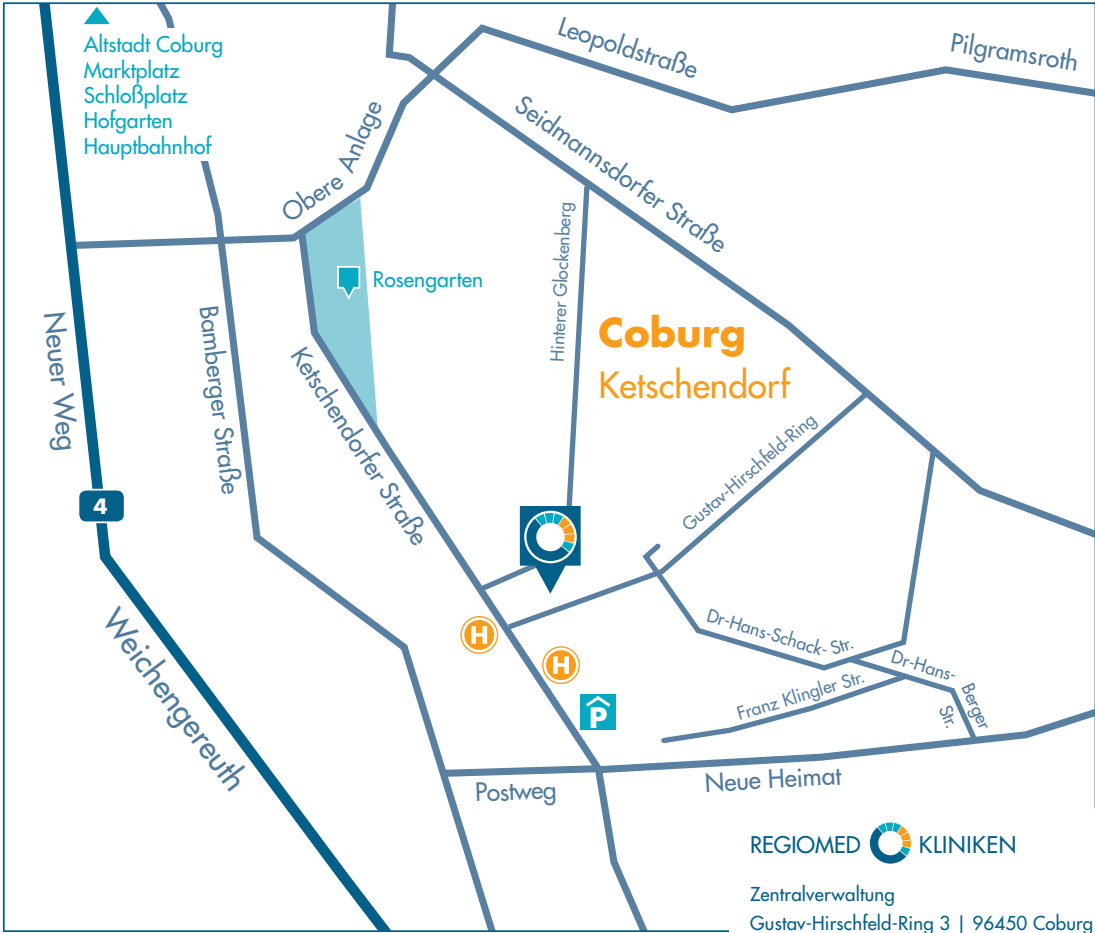 Altstadt Coburg
Marktplatz
Schloßplatz
Hofgarten
Hauptbahnhof
Leopoldstraße
Pilgramsroth
Obere Anlage
Seidmannsdorfer Straße
Rosengarten
Hinterer Glockenberg
Coburg
Ketschendorf
Neuer Weg
Bamberger Straße
Ketschendorfer Straße
Gustav-Hirschfeld-Ring
4
H
H
P
Weichengereuth
Dr-Hans-Schack- Str.
Dr-Hans-
Berger
Str.
Franz Klingler Str.
Postweg
Neue Heimat
REGIOMED KLINIKEN
Zentralverwaltung
Gustav-Hirschfeld-Ring 3 | 96450 Coburg